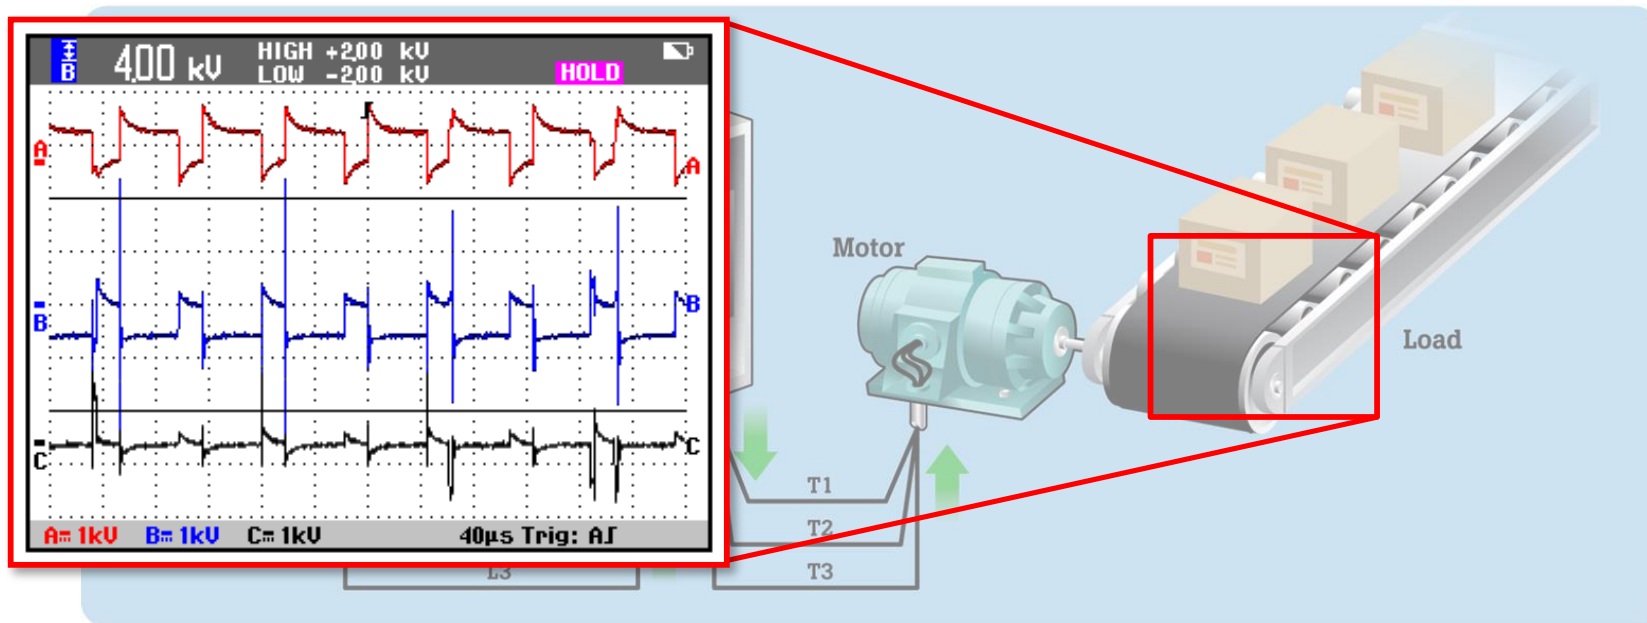 B 4.00 kV HIGH +2.00 kV
LOW -2.00 kV
HOLD
A
A
B
B
C
C
A= 1kV B= 1kV C= 1kV 40µs Trig: A
Motor
Load
T1
T2
L3
T3